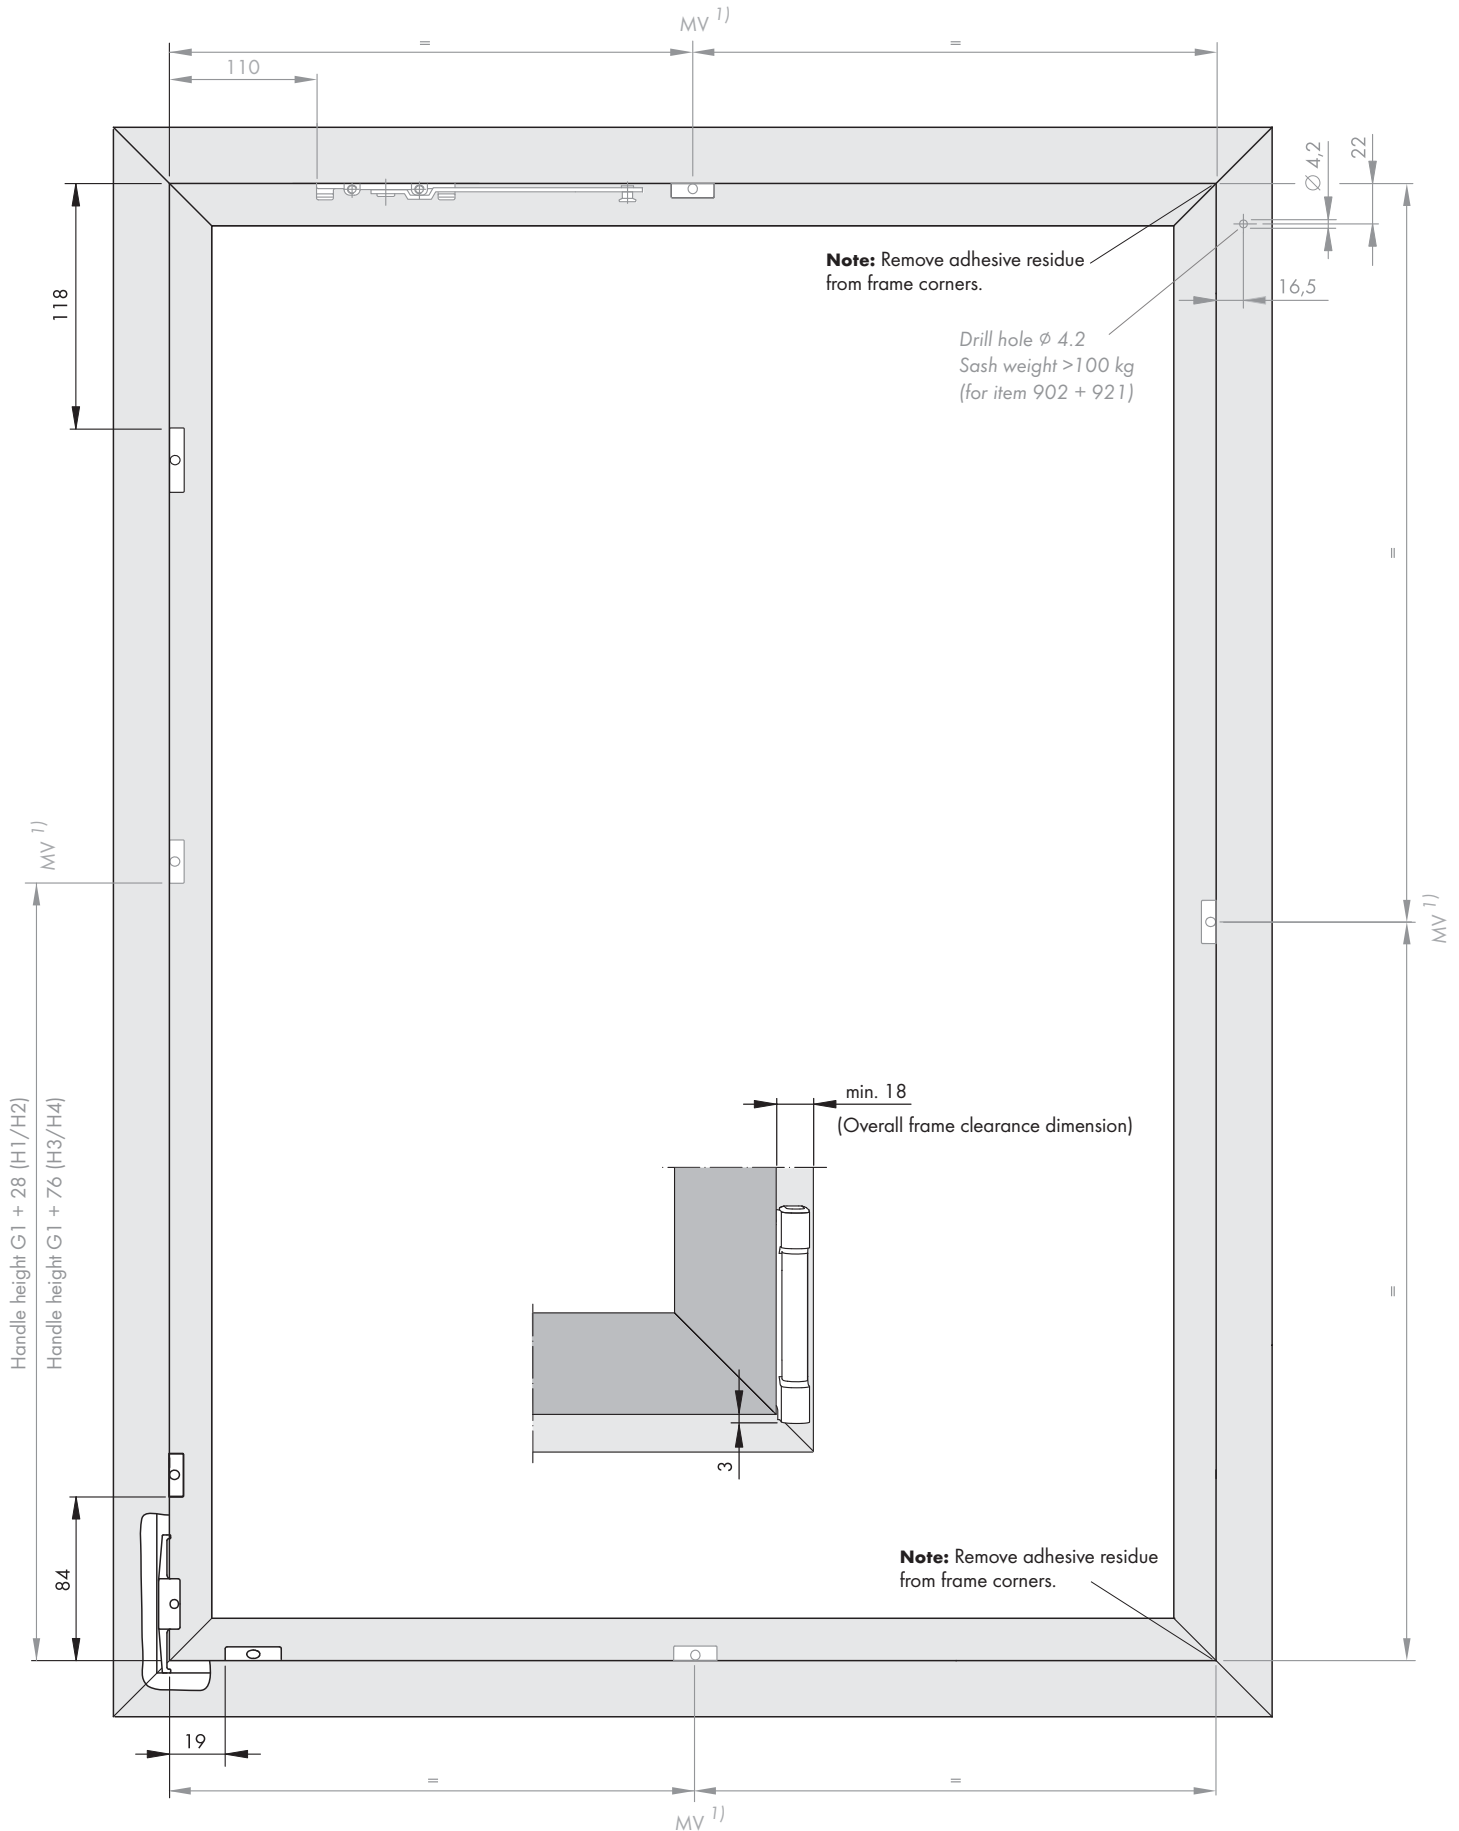 MV 1)
= =
110
Ø 4,2
22
118
Note: Remove adhesive residue
from frame corners.
16,5
Drill hole Ø 4.2
Sash weight >100 kg
(for item 902 + 921)
=
MV 1)
MV 1)
Handle height G1 + 28 (H1/H2)
Handle height G1 + 76 (H3/H4)
min. 18
(Overall frame clearance dimension)
=
3
84
Note: Remove adhesive residue
from frame corners.
19
= =
MV 1)